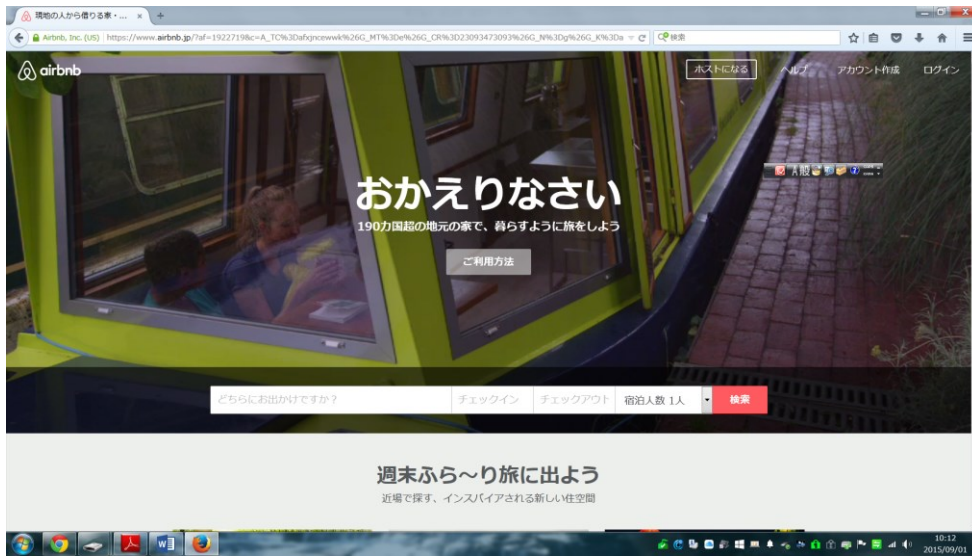 現地の人から借りる家・...
Airbnb, Inc. (US)
https://www.airbnb.jp/?af=1922719&c=A_TC%3Dafxjncewwk%26G_MT%3De%26G_CR%3D23093473093%26G_N%3Dg%26G_K%3Da
検索
airbnb
ホストになる
ヘルプ
アカウント作成
ログイン
A 般
おかえりなさい
190カ国超の地元の家で、暮らすように旅をしよう
ご利用方法
どちらにお出かけですか？
チェックイン
チェックアウト
宿泊人数 1人
検索
週末ふら〜り旅に出よう
近場で探す、インスパイアされる新しい住空間
10:12
2015/09/01